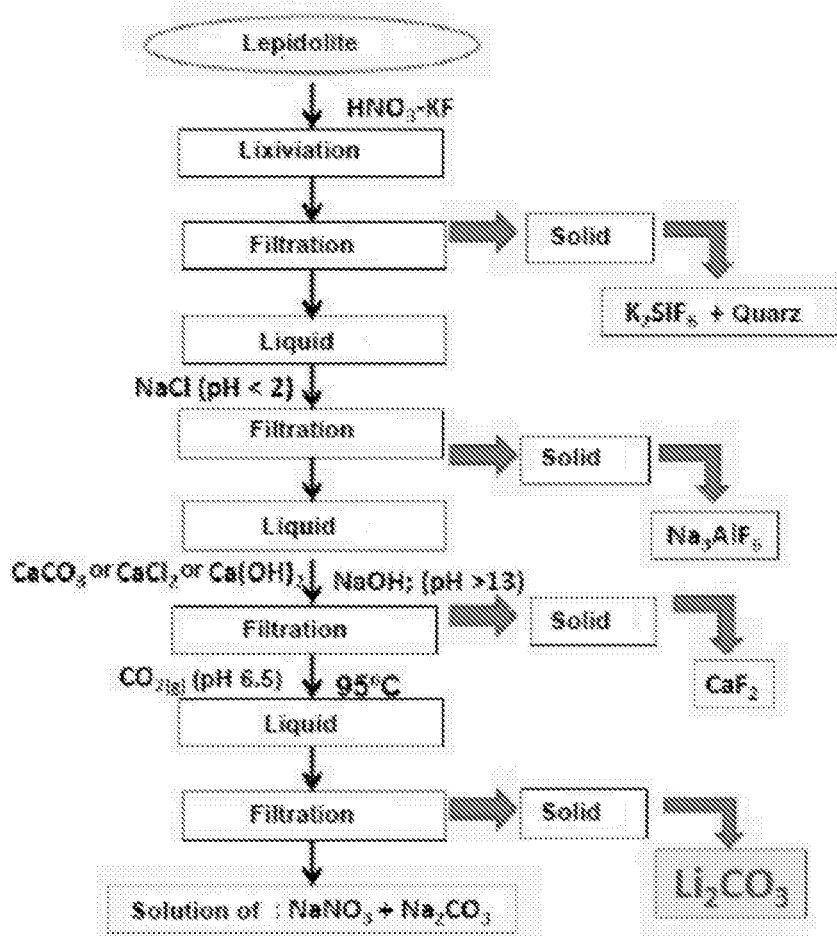 Lepidolite
HNO₃-KF
Lixiviation
Filtration
Solid
K₂SiF₆ + Quarz
Liquid
NaCl (pH < 2)
Filtration
Solid
Na₃AlF₆
Liquid
CaCO₃ or CaCl₂ or Ca(OH)₂
NaOH; (pH >13)
Filtration
Solid
CaF₂
CO₂(g) (pH 6.5)
95°C
Liquid
Filtration
Solid
Li₂CO₃
Solution of : NaNO₃ + Na₂CO₃